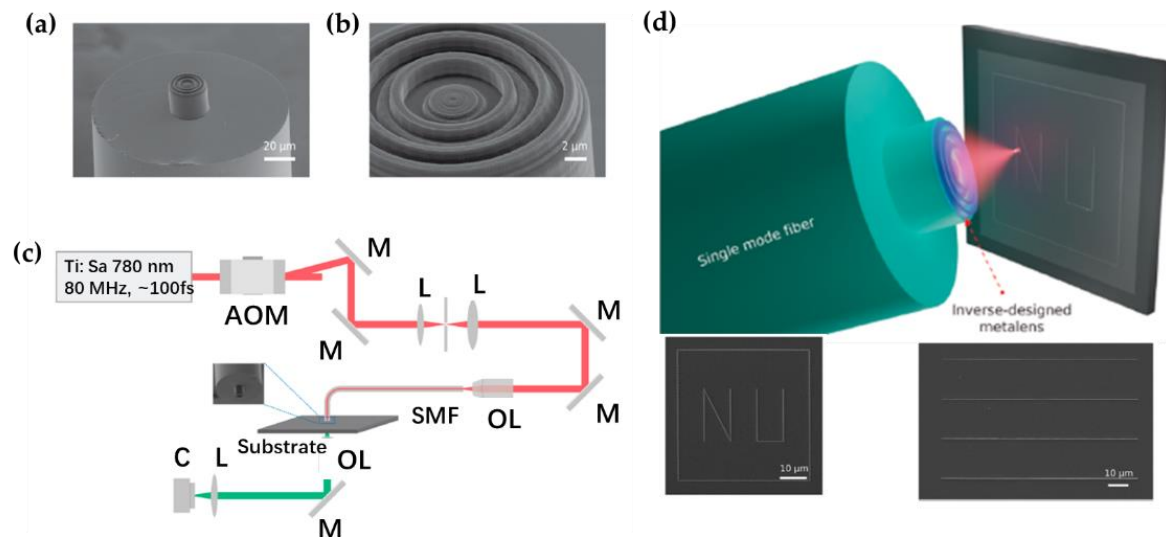 (a)
20 μm
(b)
2 μm
(c)
Ti: Sa 780 nm
80 MHz, ~100fs
AOM
M
M
L
L
M
M
OL
SMF
Substrate
OL
C
L
M
(d)
Single mode fiber
N U
Inverse-designed
metalens
N U
10 μm
10 μm